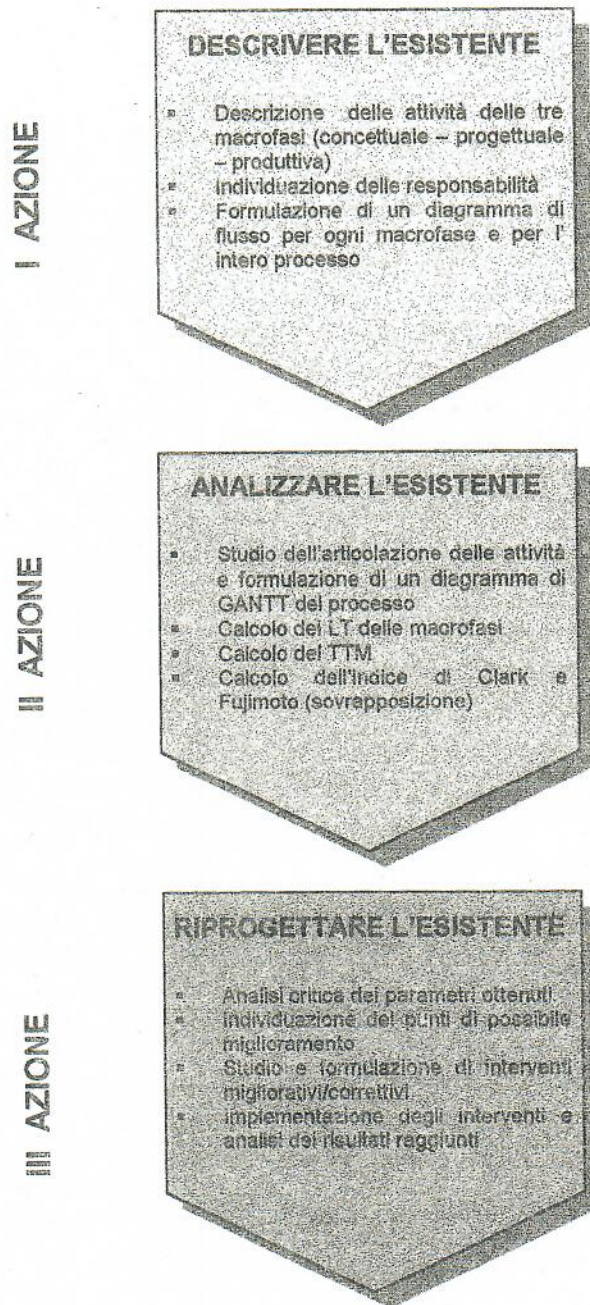 I AZIONE
DESCRIVERE L'ESISTENTE
▪ Descrizione delle attività delle tre
macrofasi (concettuale – progettuale
– produttiva)
▪ Individuazione delle responsabilità
▪ Formulazione di un diagramma di
flusso per ogni macrofase e per l'
intero processo
II AZIONE
ANALIZZARE L'ESISTENTE
▪ Studio dell'articolazione delle attività
e formulazione di un diagramma di
GANTT del processo
▪ Calcolo dei LT delle macrofasi
▪ Calcolo del TTM
▪ Calcolo dell'indice di Clark e
Fujimoto (sovrapposizione)
III AZIONE
RIPROGETTARE L'ESISTENTE
▪ Analisi critica dei parametri ottenuti
▪ Individuazione dei punti di possibile
miglioramento
▪ Studio e formulazione di interventi
migliorativi/correttivi
▪ Implementazione degli interventi e
analisi dei risultati raggiunti